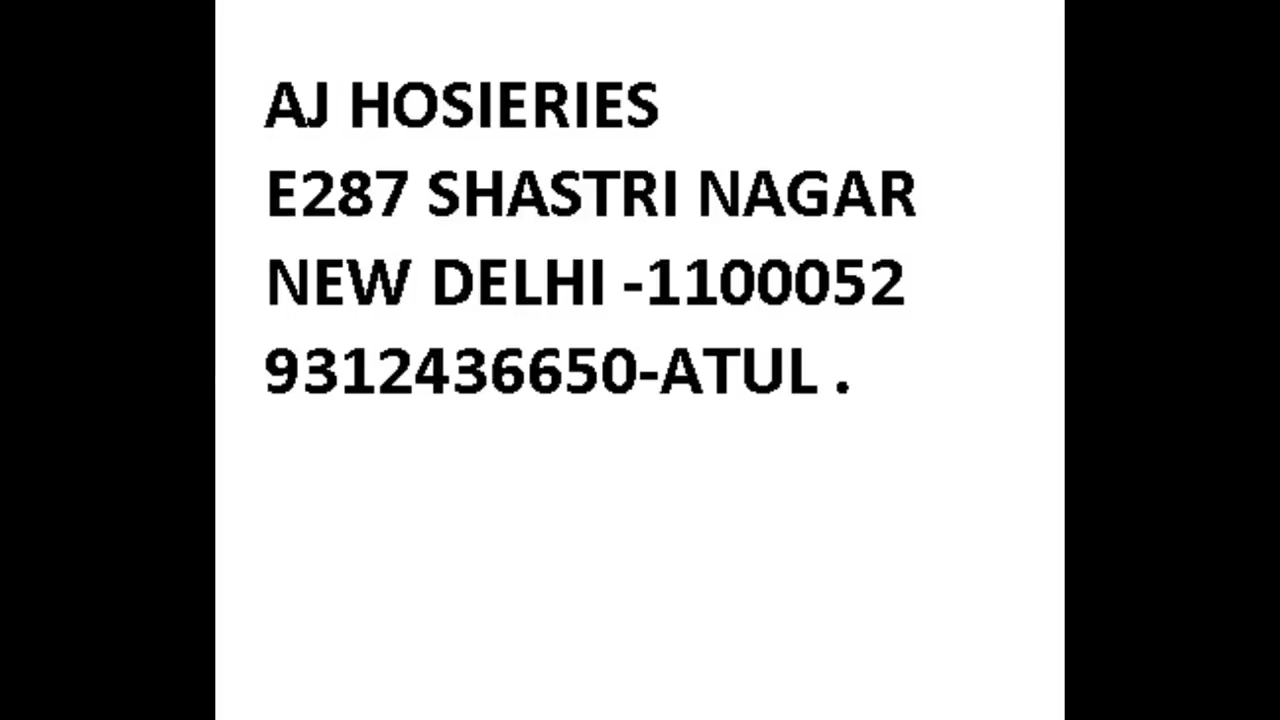 AJ HOSIERIES
E287 SHASTRI NAGAR
NEW DELHI -1100052
9312436650-ATUL .